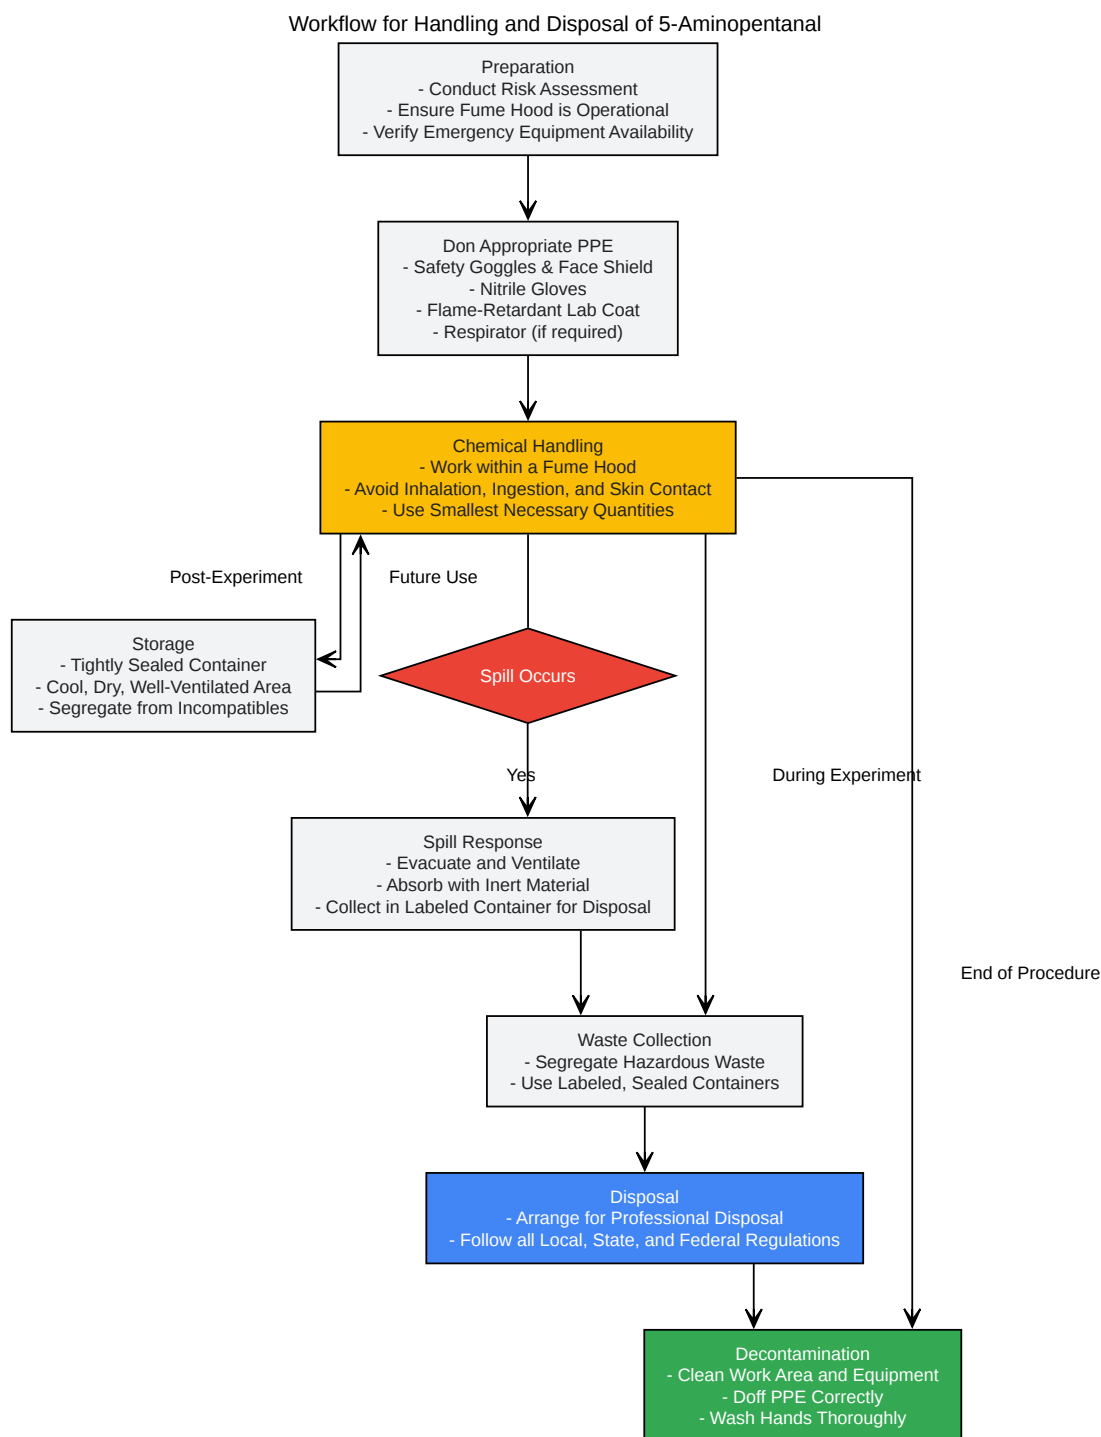 Workflow for Handling and Disposal of 5-Aminopentanal
Preparation
- Conduct Risk Assessment
- Ensure Fume Hood is Operational
- Verify Emergency Equipment Availability
Don Appropriate PPE
- Safety Goggles & Face Shield
- Nitrile Gloves
- Flame-Retardant Lab Coat
- Respirator (if required)
Chemical Handling
- Work within a Fume Hood
- Avoid Inhalation, Ingestion, and Skin Contact
- Use Smallest Necessary Quantities
Post-Experiment
Future Use
Storage
- Tightly Sealed Container
- Cool, Dry, Well-Ventilated Area
- Segregate from Incompatibles
Spill Occurs
Yes
During Experiment
Spill Response
- Evacuate and Ventilate
- Absorb with Inert Material
- Collect in Labeled Container for Disposal
End of Procedure
Waste Collection
- Segregate Hazardous Waste
- Use Labeled, Sealed Containers
Disposal
- Arrange for Professional Disposal
- Follow all Local, State, and Federal Regulations
Decontamination
- Clean Work Area and Equipment
- Doff PPE Correctly
- Wash Hands Thoroughly